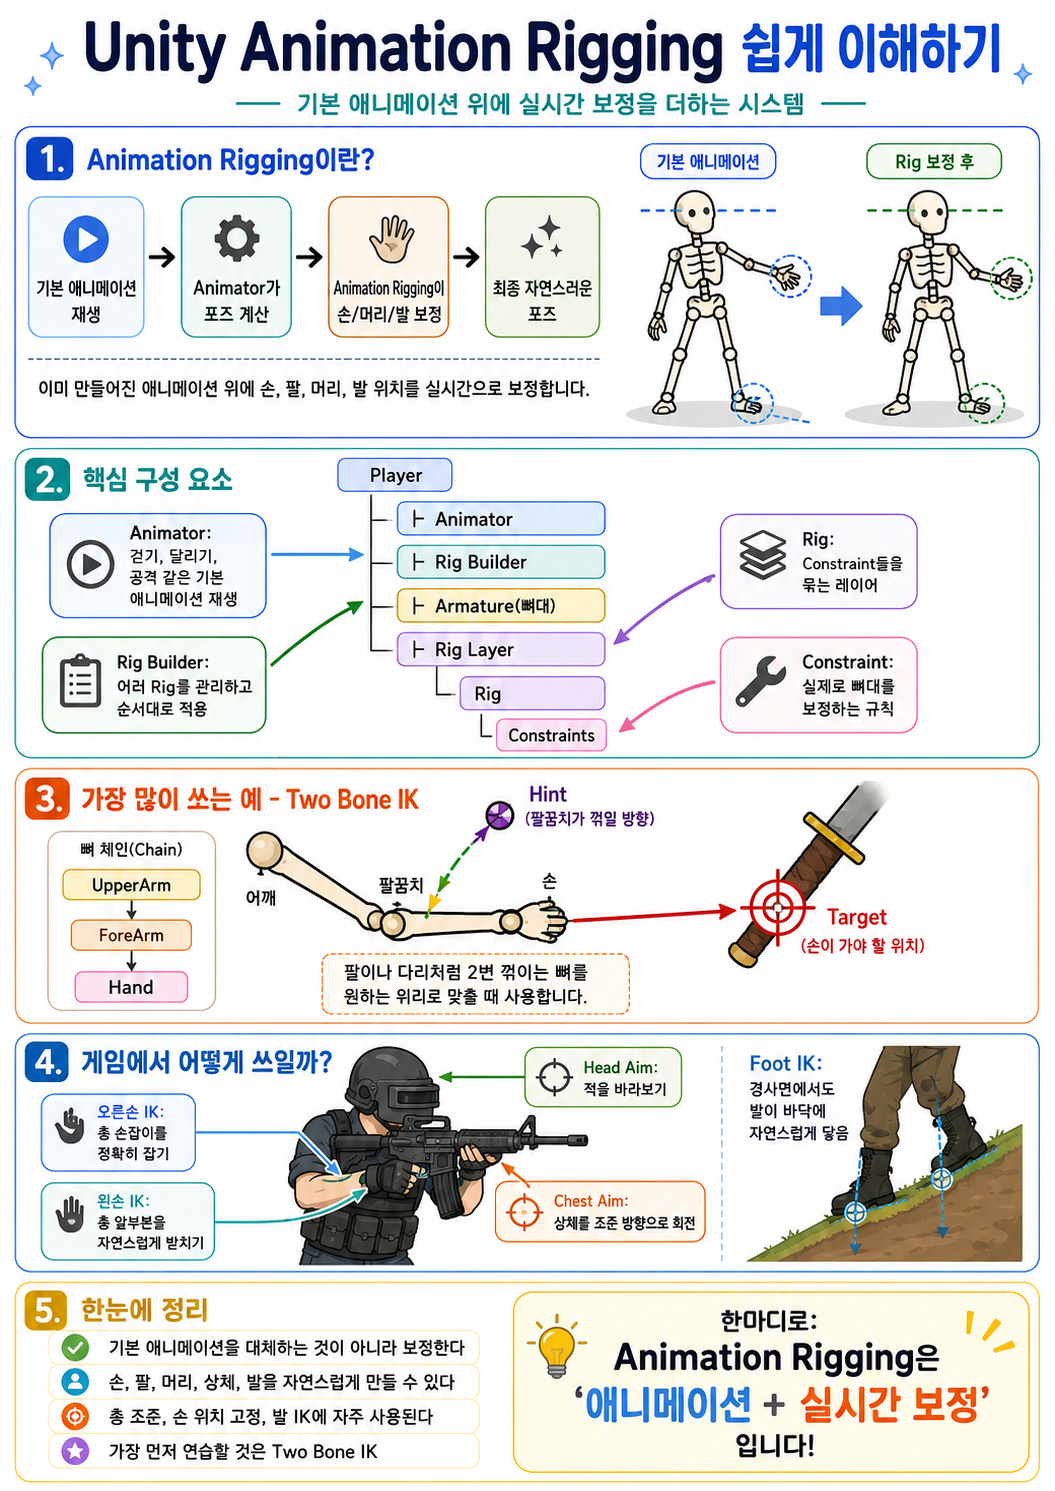 Unity Animation Rigging 쉽게 이해하기
기본 애니메이션 위에 실시간 보정을 더하는 시스템
1. Animation Rigging이란?
기본 애니메이션
재생
Animator가
포즈 계산
Animation Rigging이
손/머리/발 보정
최종 자연스러운
포즈
이미 만들어진 애니메이션 위에 손, 팔, 머리, 발 위치를 실시간으로 보정합니다.
기본 애니메이션
Rig 보정 후
2. 핵심 구성 요소
Animator:
걷기, 달리기,
공격 같은 기본
애니메이션 재생
Rig Builder:
여러 Rig를 관리하고
순서대로 적용
Player
Animator
Rig Builder
Armature(뼈대)
Rig Layer
Rig
Constraints
Rig:
Constraint들을
묶는 레이어
Constraint:
실제로 뼈대를
보정하는 규칙
3. 가장 많이 쓰는 예 - Two Bone IK
뼈 체인(Chain)
UpperArm
ForeArm
Hand
어깨
팔꿈치
손
Hint
(팔꿈치가 꺾일 방향)
Target
(손이 가야 할 위치)
팔이나 다리처럼 2변 꺾이는 뼈를
원하는 위리로 맞출 때 사용합니다.
4. 게임에서 어떻게 쓰일까?
오른손 IK:
총 손잡이를
정확히 잡기
왼손 IK:
총 앞부본을
자연스럽게 받치기
Head Aim:
적을 바라보기
Chest Aim:
상체를 조준 방향으로 회전
Foot IK:
경사면에서도
발이 바닥에
자연스럽게 닿음
5. 한눈에 정리
기본 애니메이션을 대체하는 것이 아니라 보정한다
손, 팔, 머리, 상체, 발을 자연스럽게 만들 수 있다
총 조준, 손 위치 고정, 발 IK에 자주 사용된다
가장 먼저 연습할 것은 Two Bone IK
한마디로:
Animation Rigging은
‘애니메이션 + 실시간 보정’
입니다!